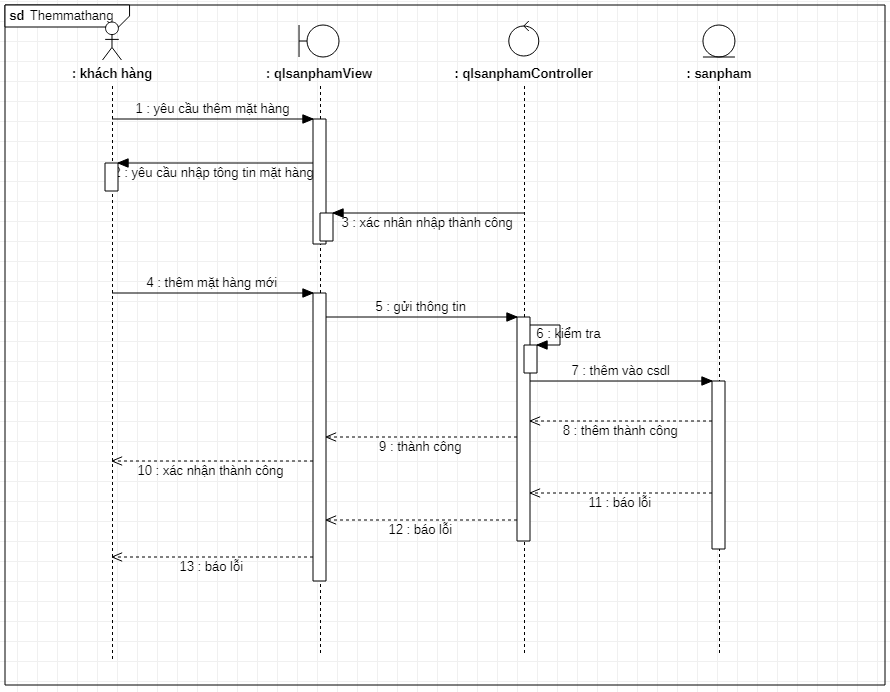 sd Themmathang
: khách hàng
: qlsanphamView
: qlsanphamController
: sanpham
1 : yêu cầu thêm mặt hàng
2 : yêu cầu nhập tông tin mặt hàng
3 : xác nhân nhập thành công
4 : thêm mặt hàng mới
5 : gửi thông tin
6 : kiểm tra
7 : thêm vào csdl
8 : thêm thành công
9 : thành công
10 : xác nhận thành công
11 : báo lỗi
12 : báo lỗi
13 : báo lỗi